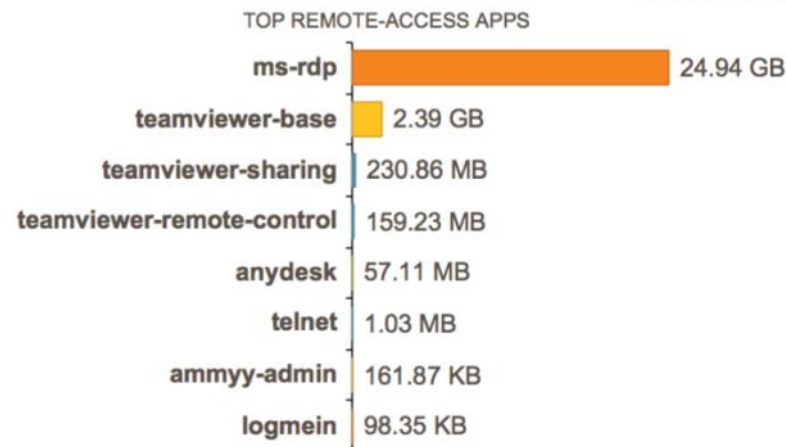 TOP REMOTE-ACCESS APPS
ms-rdp 24.94 GB
teamviewer-base 2.39 GB
teamviewer-sharing 230.86 MB
teamviewer-remote-control 159.23 MB
anydesk 57.11 MB
telnet 1.03 MB
ammyy-admin 161.87 KB
logmein 98.35 KB